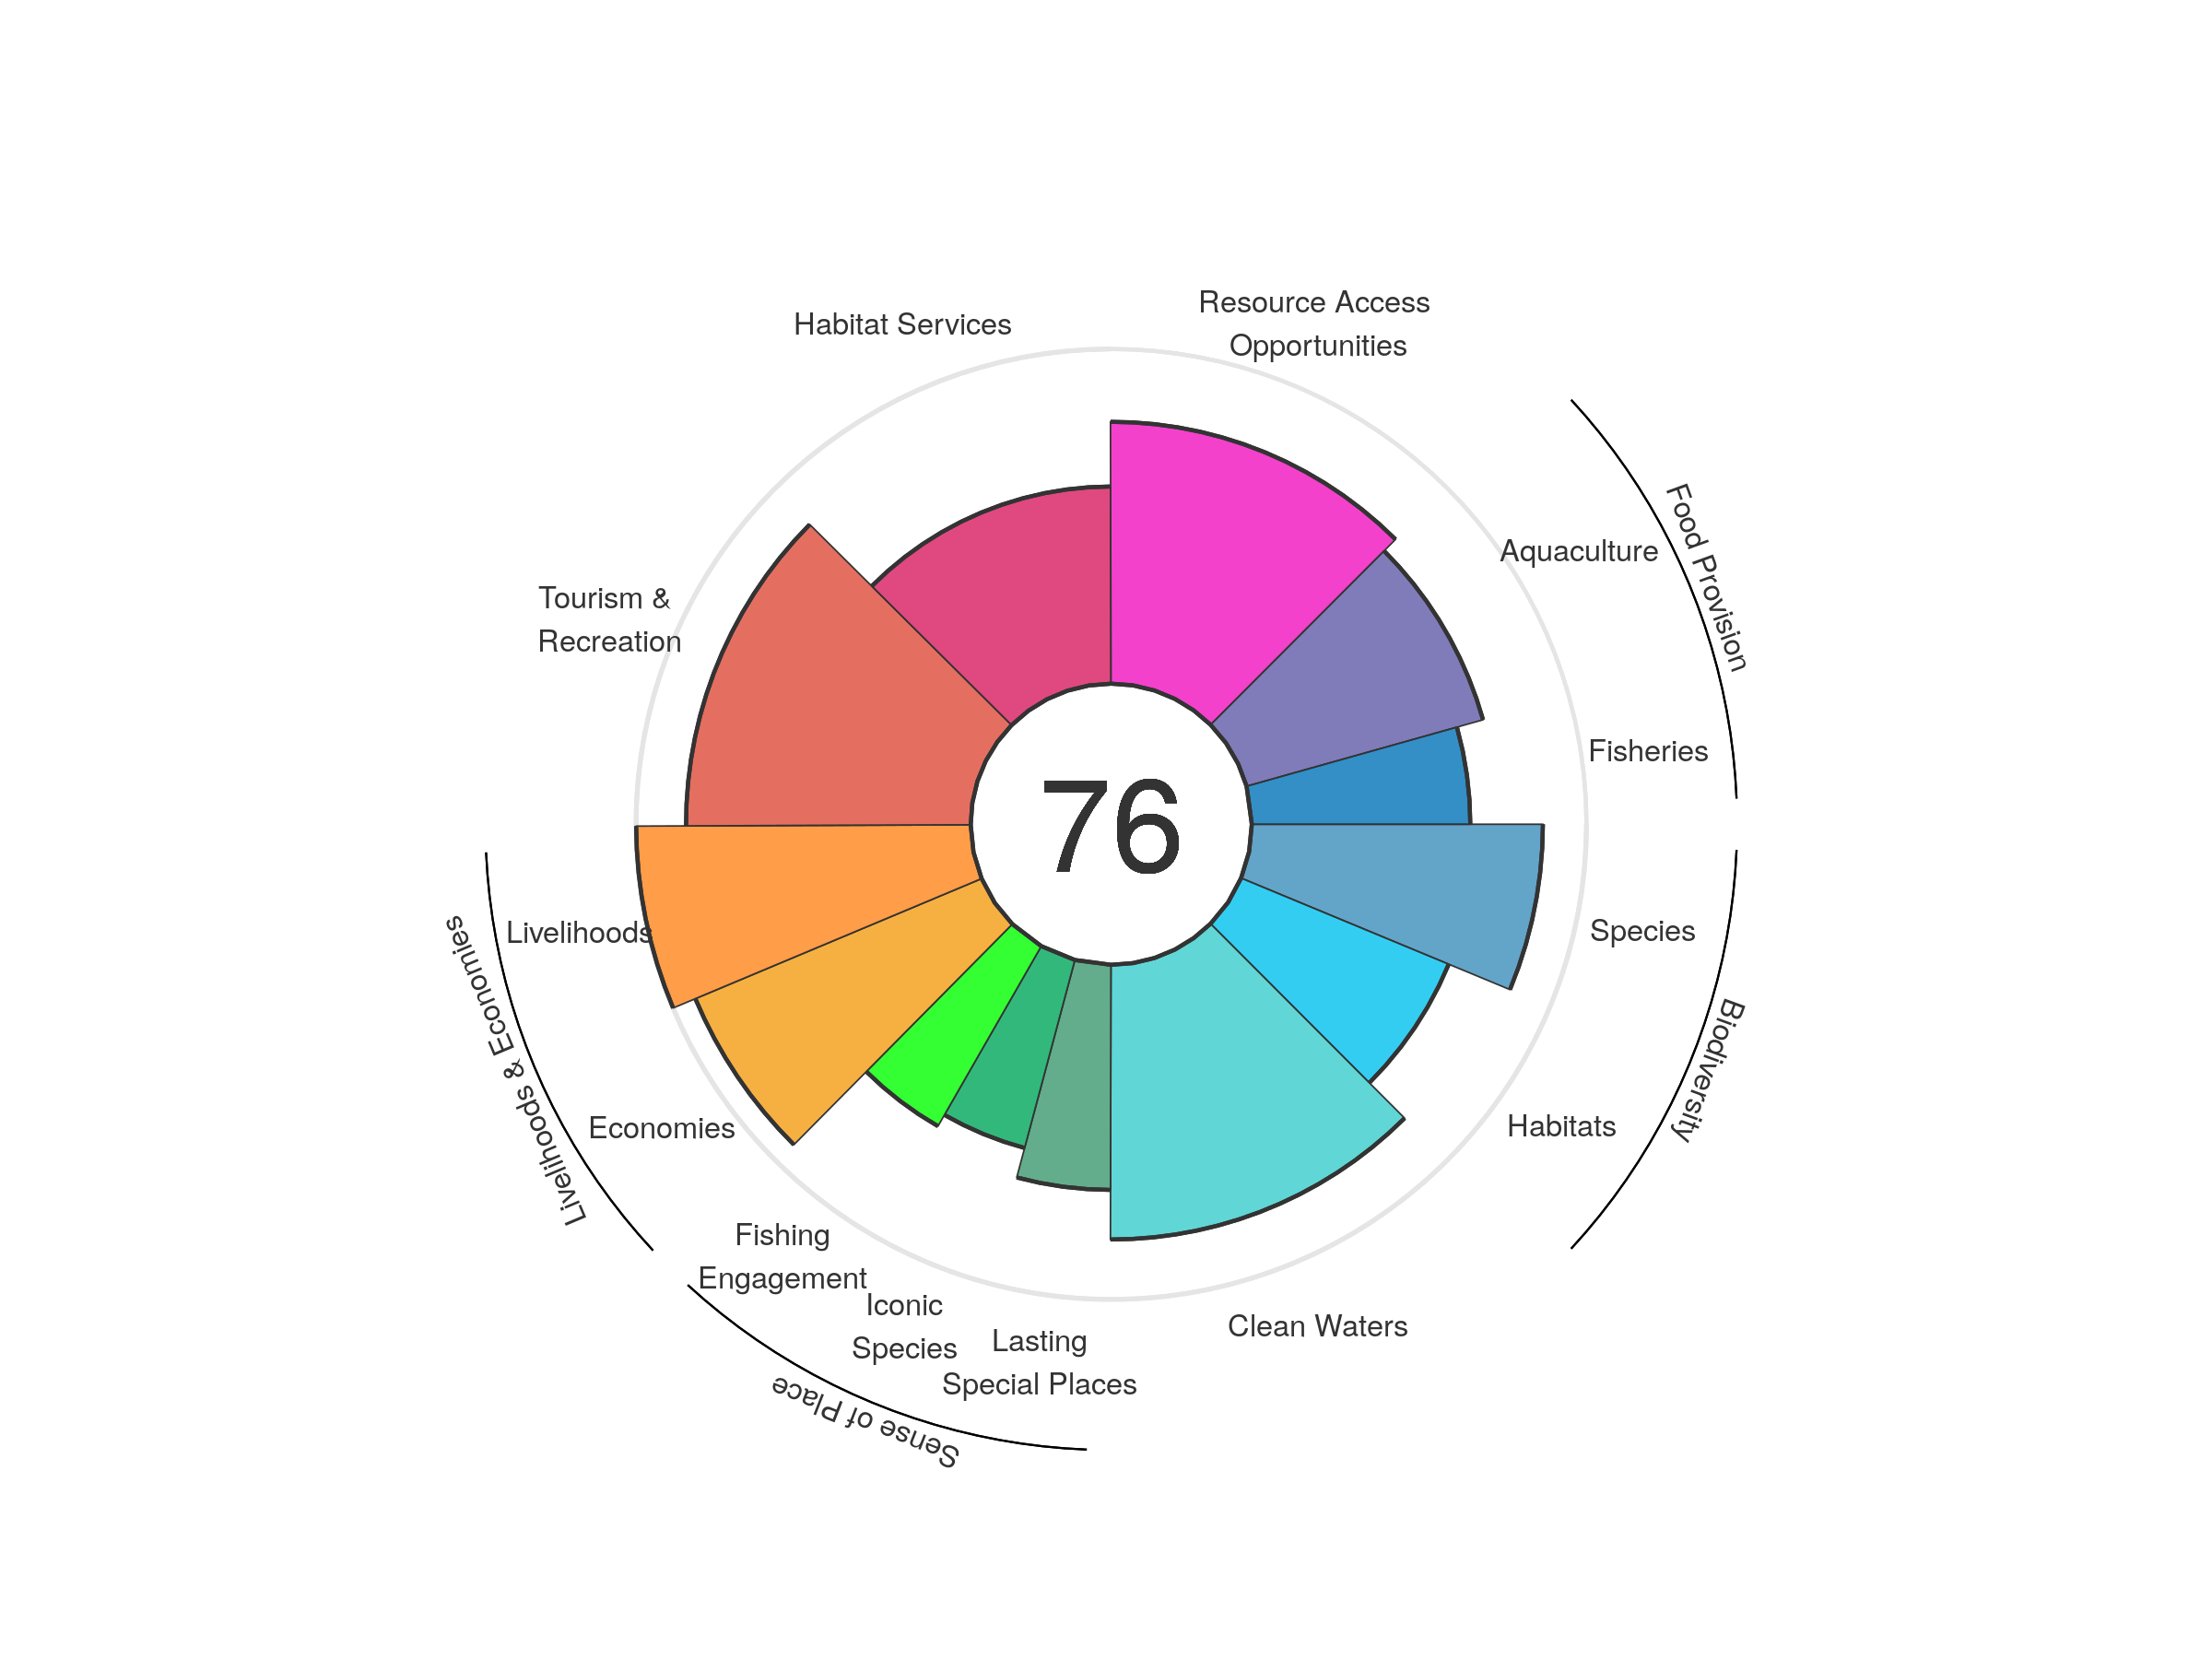 Resource Access
Opportunities
Habitat Services
Food Provision
Aquaculture
Tourism &
Recreation
Fisheries
76
Livelihoods
Species
Livelihoods & Economies
Biodiversity
Economies
Habitats
Fishing
Engagement
Iconic
Species
Lasting
Special Places
Clean Waters
Sense of Place